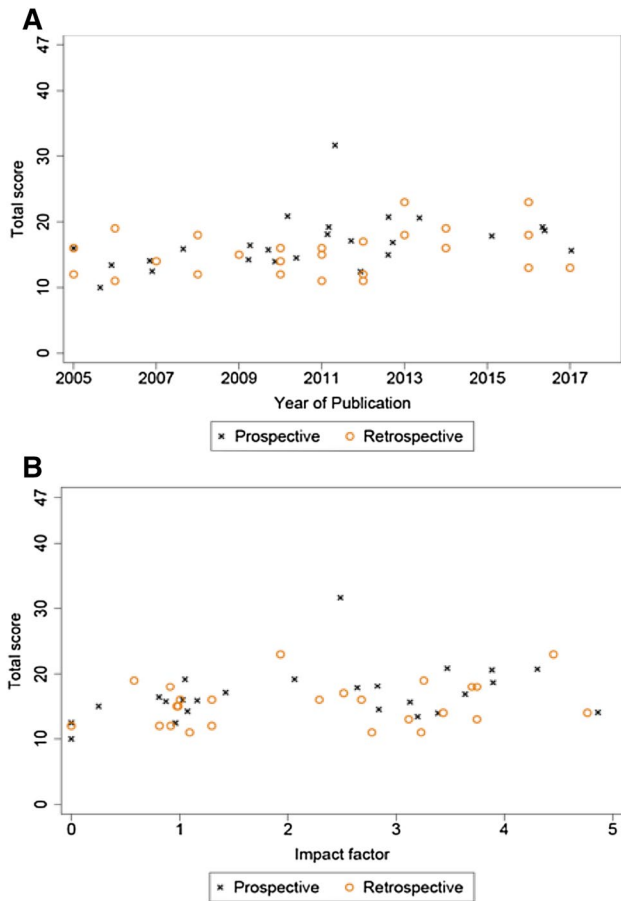 A
47
40
30
20
10
0
Total score
2005 2007 2009 2011 2013 2015 2017
Year of Publication
Prospective Retrospective
B
47
40
30
20
10
0
Total score
0 1 2 3 4 5
Impact factor
Prospective Retrospective